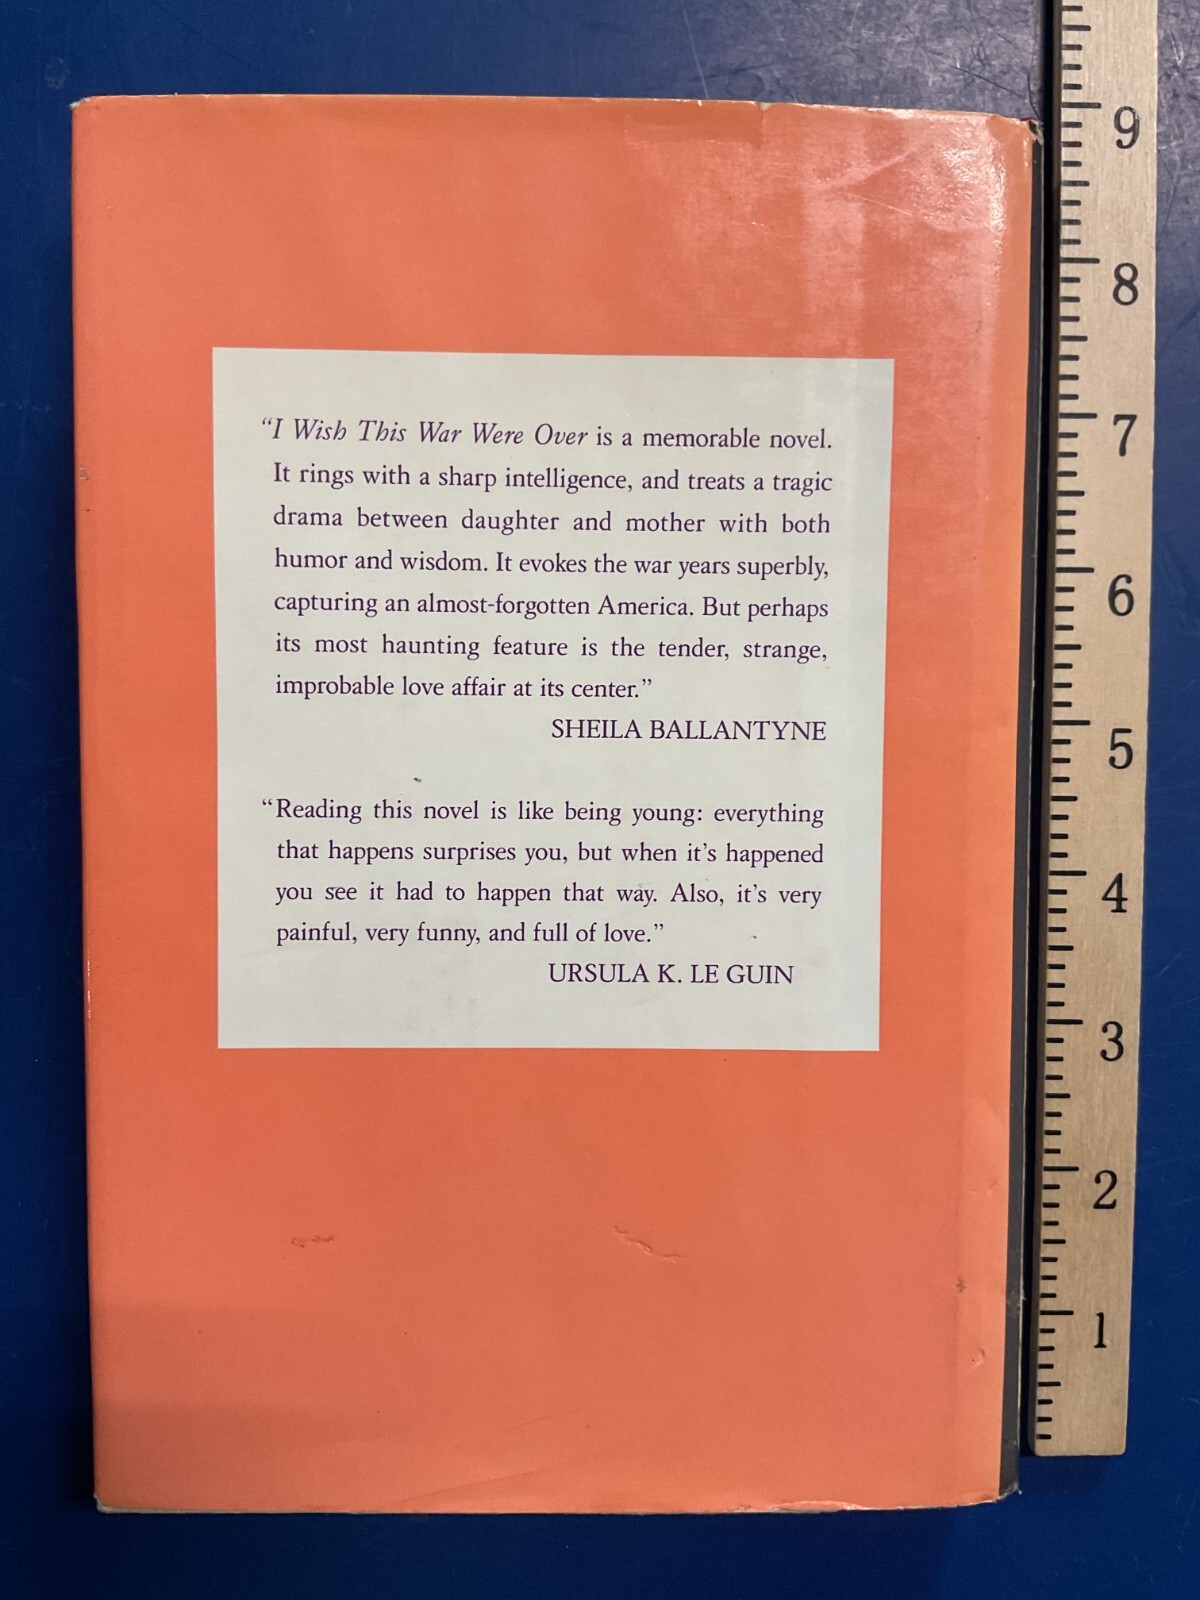 “I Wish This War Were Over is a memorable novel.
It rings with a sharp intelligence, and treats a tragic
drama between daughter and mother with both
humor and wisdom. It evokes the war years superbly,
capturing an almost-forgotten America. But perhaps
its most haunting feature is the tender, strange,
improbable love affair at its center.”
SHEILA BALLANTYNE
“Reading this novel is like being young: everything
that happens surprises you, but when it’s happened
you see it had to happen that way. Also, it’s very
painful, very funny, and full of love.”
URSULA K. LE GUIN
9
8
7
6
5
4
3
2
1